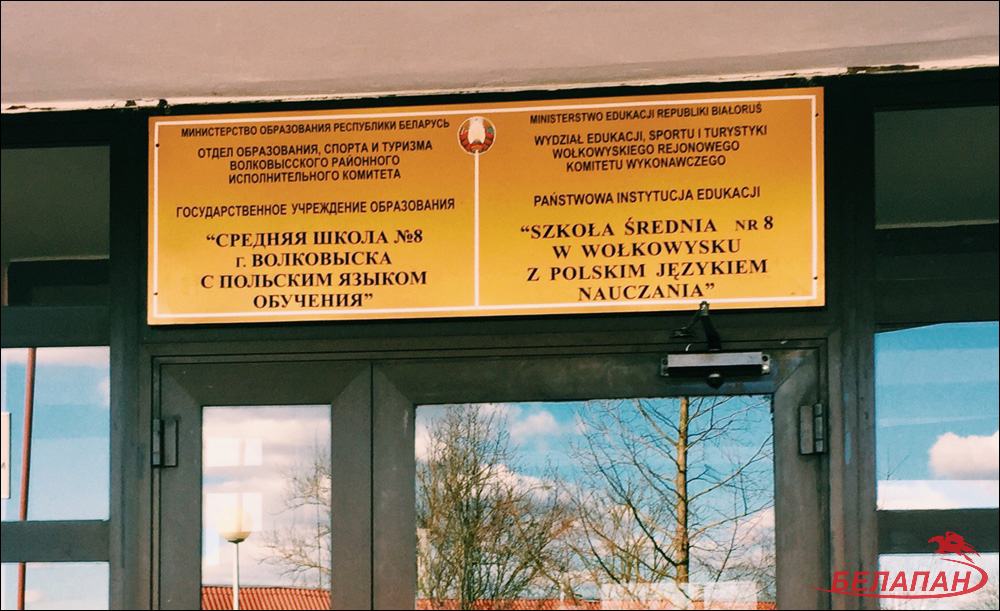 МИНИСТЕРСТВО ОБРАЗОВАНИЯ РЕСПУБЛИКИ БЕЛАРУСЬ
ОТДЕЛ ОБРАЗОВАНИЯ, СПОРТА И ТУРИЗМА
ВОЛКОВЫССКОГО РАЙОННОГО
ИСПОЛНИТЕЛЬНОГО КОМИТЕТА
ГОСУДАРСТВЕННОЕ УЧРЕЖДЕНИЕ ОБРАЗОВАНИЯ
“СРЕДНЯЯ ШКОЛА №8
Г. ВОЛКОВЫСКА
С ПОЛЬСКИМ ЯЗЫКОМ
ОБУЧЕНИЯ”
MINISTERSTWO EDUKACJI REPUBLIKI BIAŁORUŚ
WYDZIAŁ EDUKACJI, SPORTU I TURYSTYKI
WOŁKOWYSKIEGO REJONOWEGO
KOMITETU WYKONAWCZEGO
PAŃSTWOWA INSTYTUCJA EDUKACJI
“SZKOŁA ŚREDNIA NR 8
W WOŁKOWYSKU
Z POLSKIM JĘZYKIEM
NAUCZANIA”
БЕЛАПАН